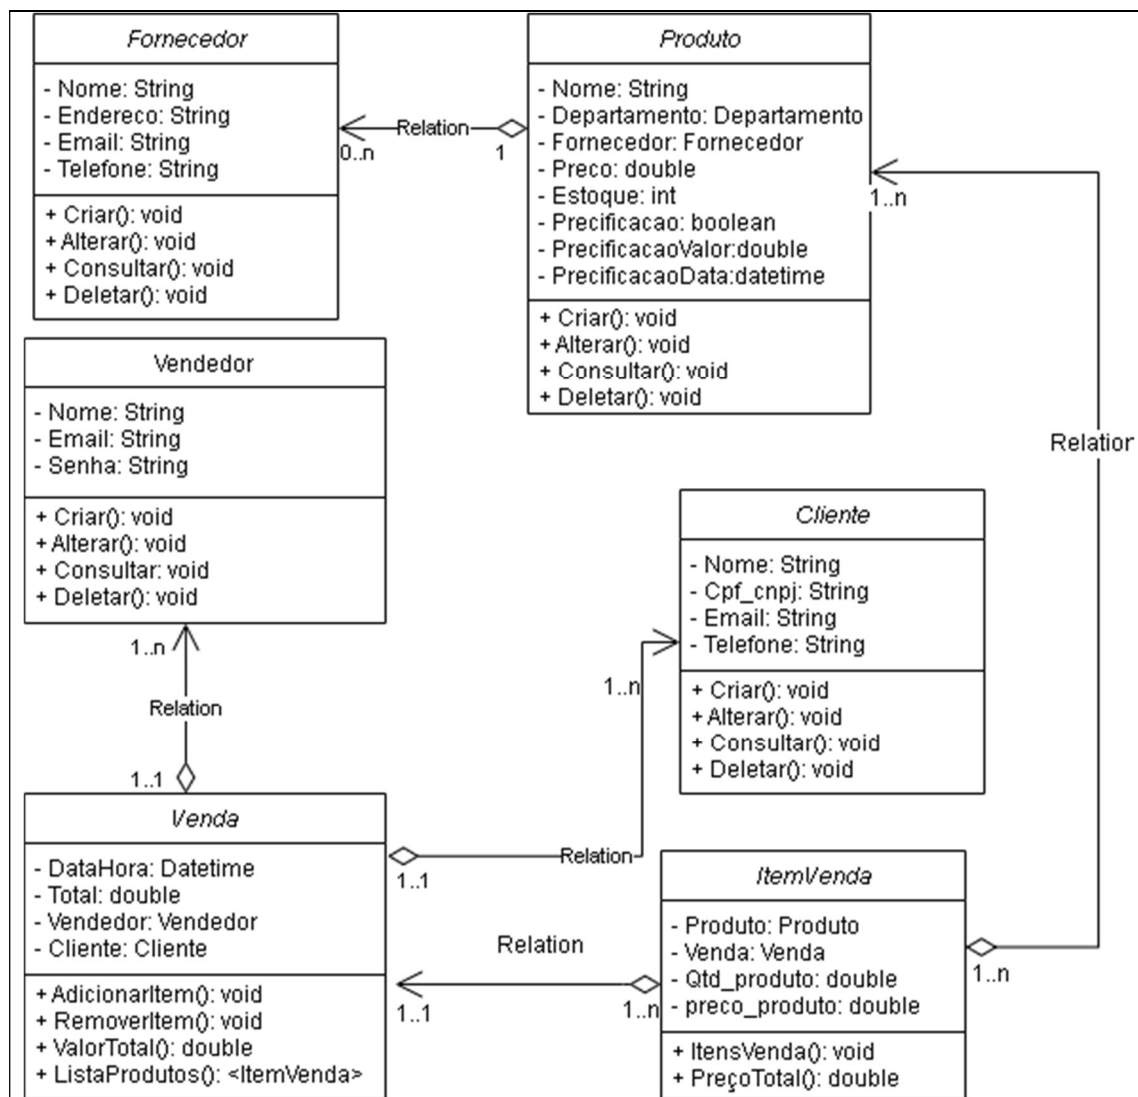 Fornecedor
- Nome: String
- Endereco: String
- Email: String
- Telefone: String
+ Criar(): void
+ Alterar(): void
+ Consultar(): void
+ Deletar(): void
Relation
0..n
1
Produto
- Nome: String
- Departamento: Departamento
- Fornecedor: Fornecedor
- Preco: double
- Estoque: int
- Precificacao: boolean
- PrecificacaoValor:double
- PrecificacaoData:datetime
+ Criar(): void
+ Alterar(): void
+ Consultar(): void
+ Deletar(): void
1..n
Relation
Vendedor
- Nome: String
- Email: String
- Senha: String
+ Criar(): void
+ Alterar(): void
+ Consultar: void
+ Deletar(): void
1..n
Relation
1..1
Cliente
- Nome: String
- Cpf_cnpj: String
- Email: String
- Telefone: String
+ Criar(): void
+ Alterar(): void
+ Consultar(): void
+ Deletar(): void
1..n
Relation
1..1
Venda
- DataHora: Datetime
- Total: double
- Vendedor: Vendedor
- Cliente: Cliente
+ AdicionarItem(): void
+ RemoverItem(): void
+ ValorTotal(): double
+ ListaProdutos(): <ItemVenda>
Relation
1..1
1..n
ItemVenda
- Produto: Produto
- Venda: Venda
- Qtd_produto: double
- preco_produto: double
+ ItensVenda(): void
+ PreçoTotal(): double
1..n